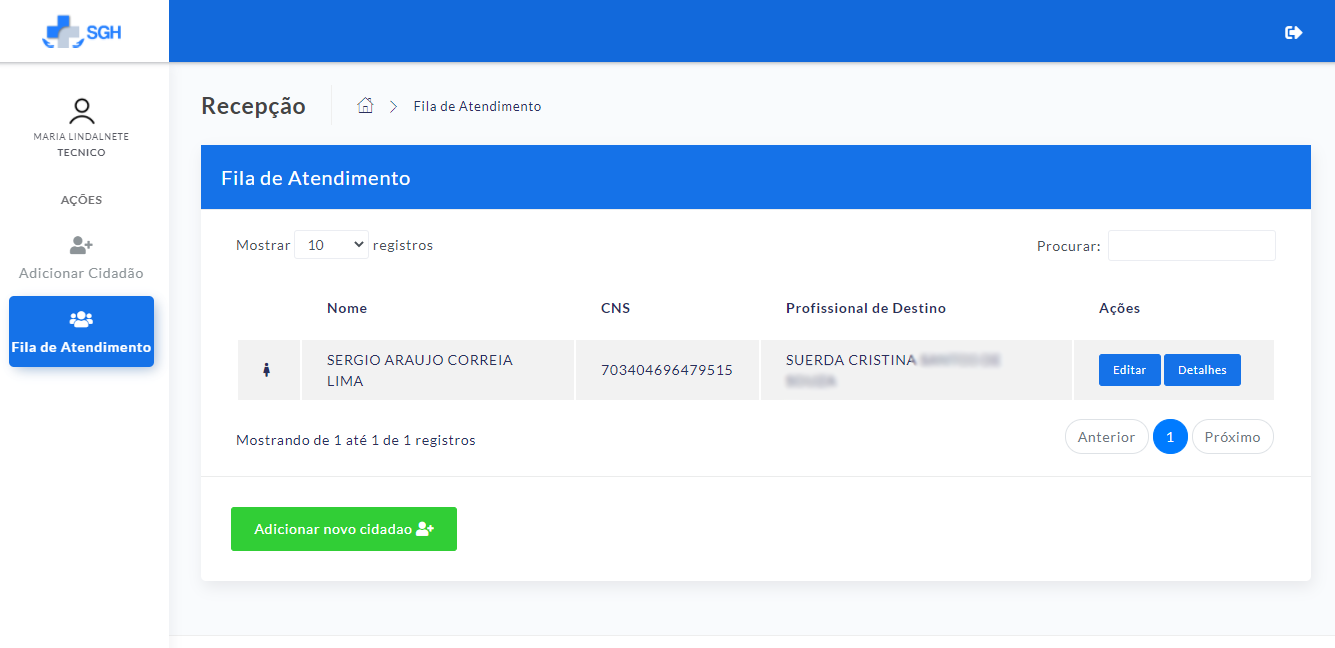 SGH
MARIA LINDALNETE
TECNICO
AÇÕES
Adicionar Cidadão
Fila de Atendimento
Recepção
Fila de Atendimento
Fila de Atendimento
Mostrar 10 registros
Procurar:
Nome CNS Profissional de Destino Ações
SERGIO ARAUJO CORREIA
LIMA
703404696479515
SUERDA CRISTINA
Editar Detalhes
Mostrando de 1 até 1 de 1 registros
Anterior 1 Próximo
Adicionar novo cidadao